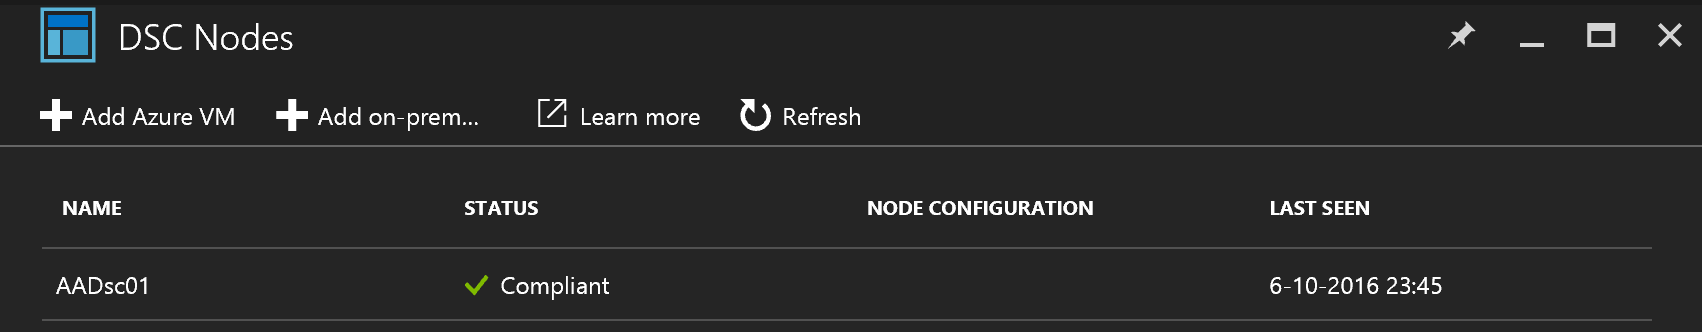 DSC Nodes
Add Azure VM Add on-prem... Learn more Refresh
NAME STATUS NODE CONFIGURATION LAST SEEN
AADsc01 Compliant 6-10-2016 23:45